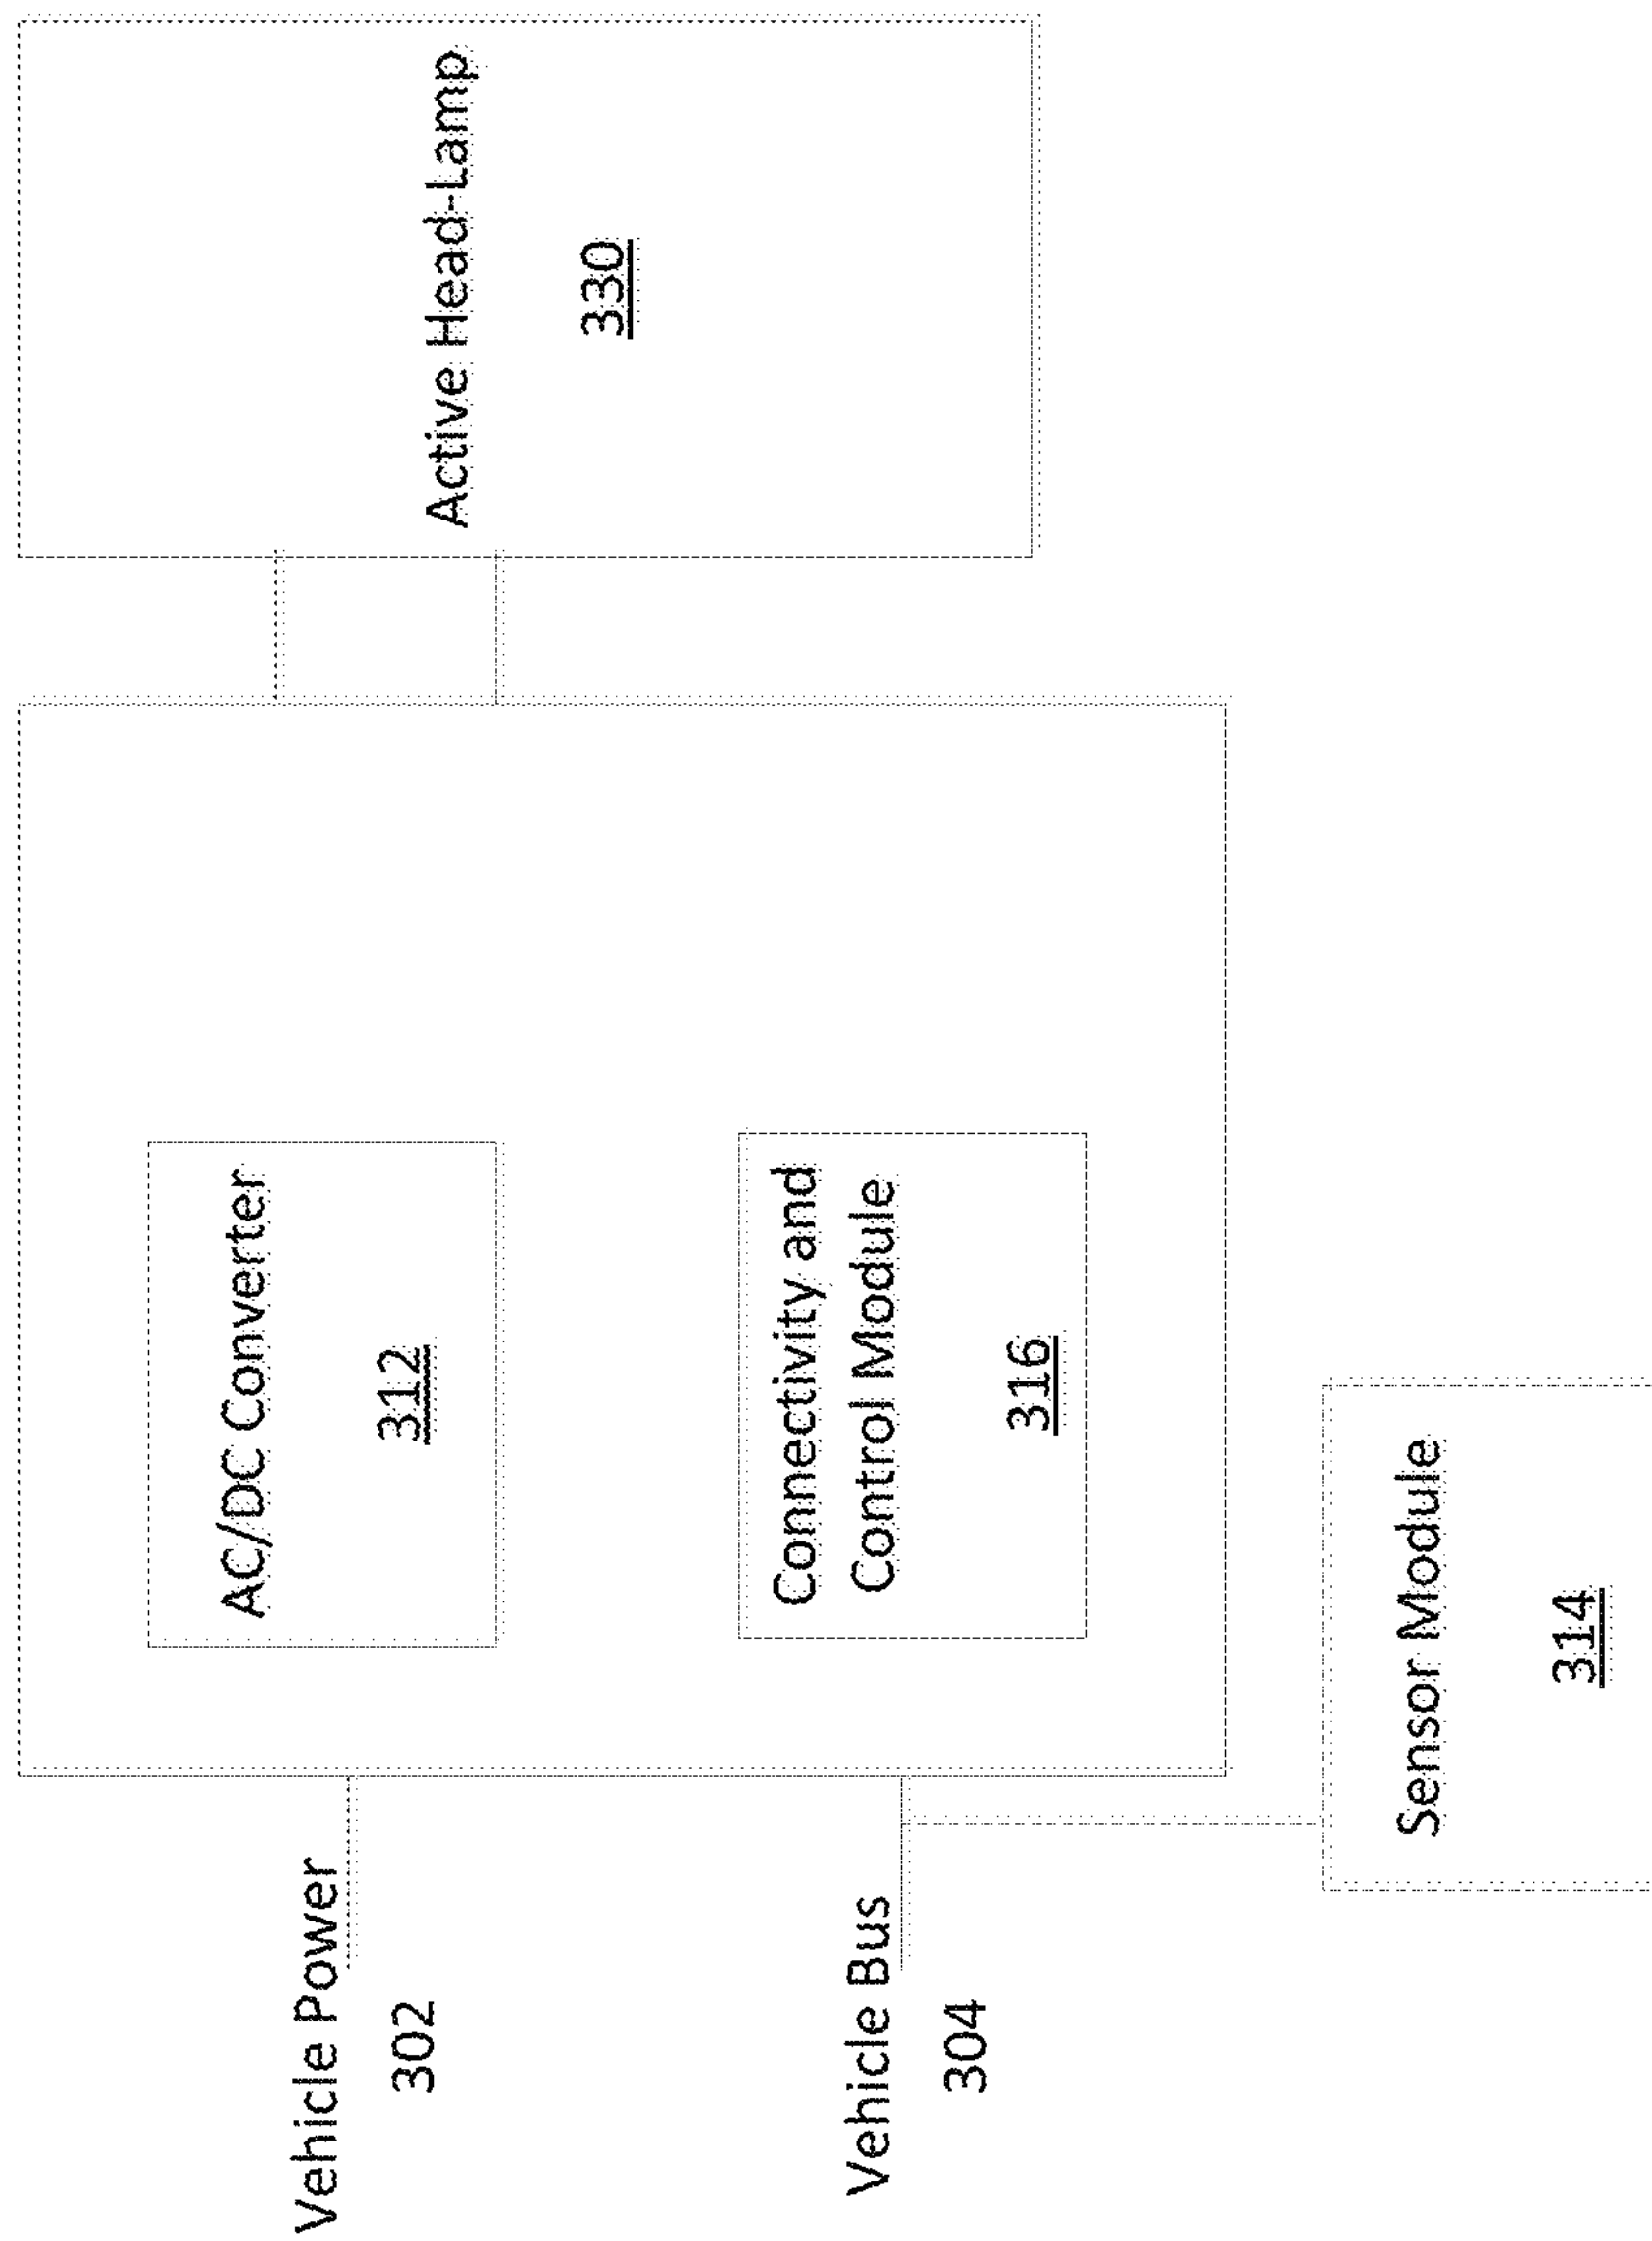 Vehicle Power
302
Vehicle Bus
304
AC/DC Converter
312
Connectivity and
Control Module
316
Sensor Module
314
Active Head-Lamp
330